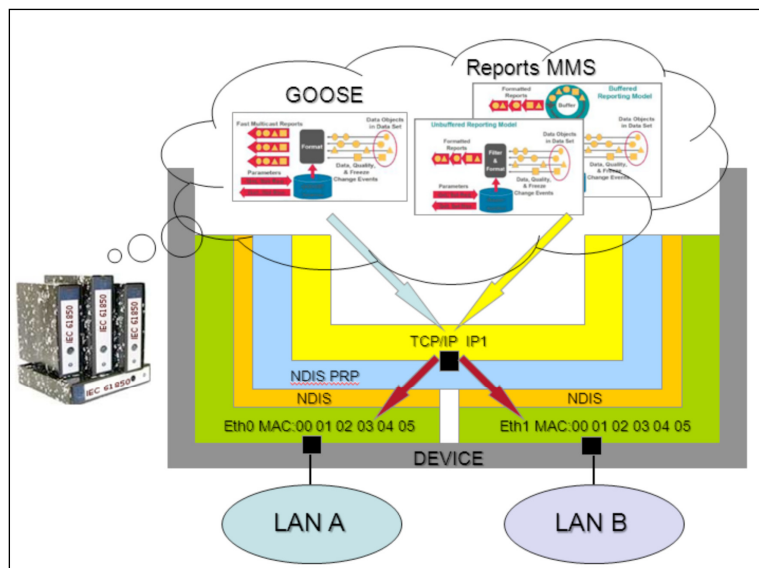 GOOSE
Reports MMS
Fast Multicast Reports
Format
Data Objects
in Data Set
Parameters
Data, Quality,
& Freeze
Change Events
Formatted
Reports
Buffer
Buffered
Reporting Model
Data Objects
in Data Set
Unbuffered Reporting Model
Formatted
Reports
Filter
&
Format
Data Objects
in Data Set
Parameters
Data, Quality,
& Freeze
Change Events
IEC 61850
IEC 61850
IEC 61850
IEC 61850
TCP/IP IP1
NDIS PRP
NDIS
NDIS
Eth0 MAC:00 01 02 03 04 05
Eth1 MAC:00 01 02 03 04 05
DEVICE
LAN A
LAN B